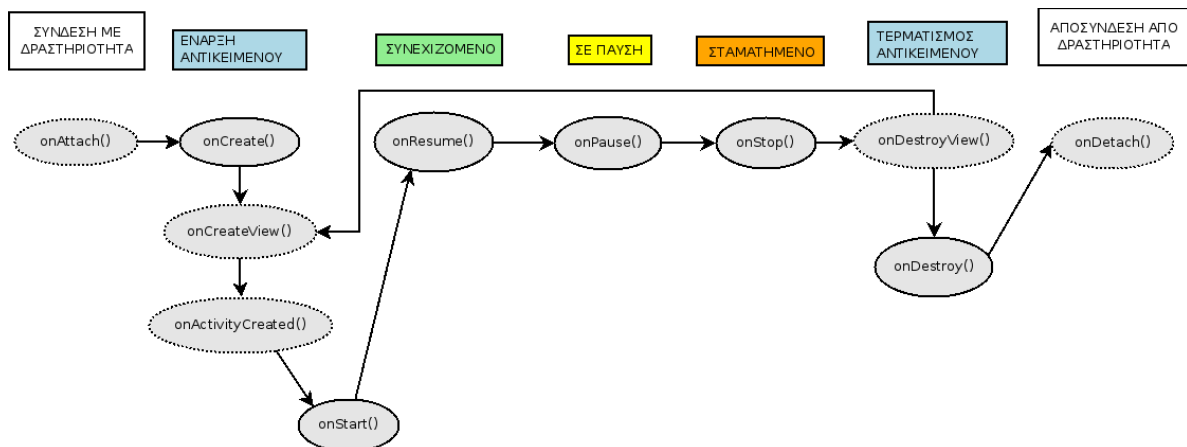 ΣΥΝΔΕΣΗ ΜΕ
ΔΡΑΣΤΗΡΙΟΤΗΤΑ
ΕΝΑΡΞΗ
ΑΝΤΙΚΕΙΜΕΝΟΥ
ΣΥΝΕΧΙΖΟΜΕΝΟ
ΣΕ ΠΑΥΣΗ
ΣΤΑΜΑΤΗΜΕΝΟ
ΤΕΡΜΑΤΙΣΜΟΣ
ΑΝΤΙΚΕΙΜΕΝΟΥ
ΑΠΟΣΥΝΔΕΣΗ ΑΠΟ
ΔΡΑΣΤΗΡΙΟΤΗΤΑ
onAttach()
onCreate()
onResume()
onPause()
onStop()
onDestroyView()
onDetach()
onCreateView()
onDestroy()
onActivityCreated()
onStart()